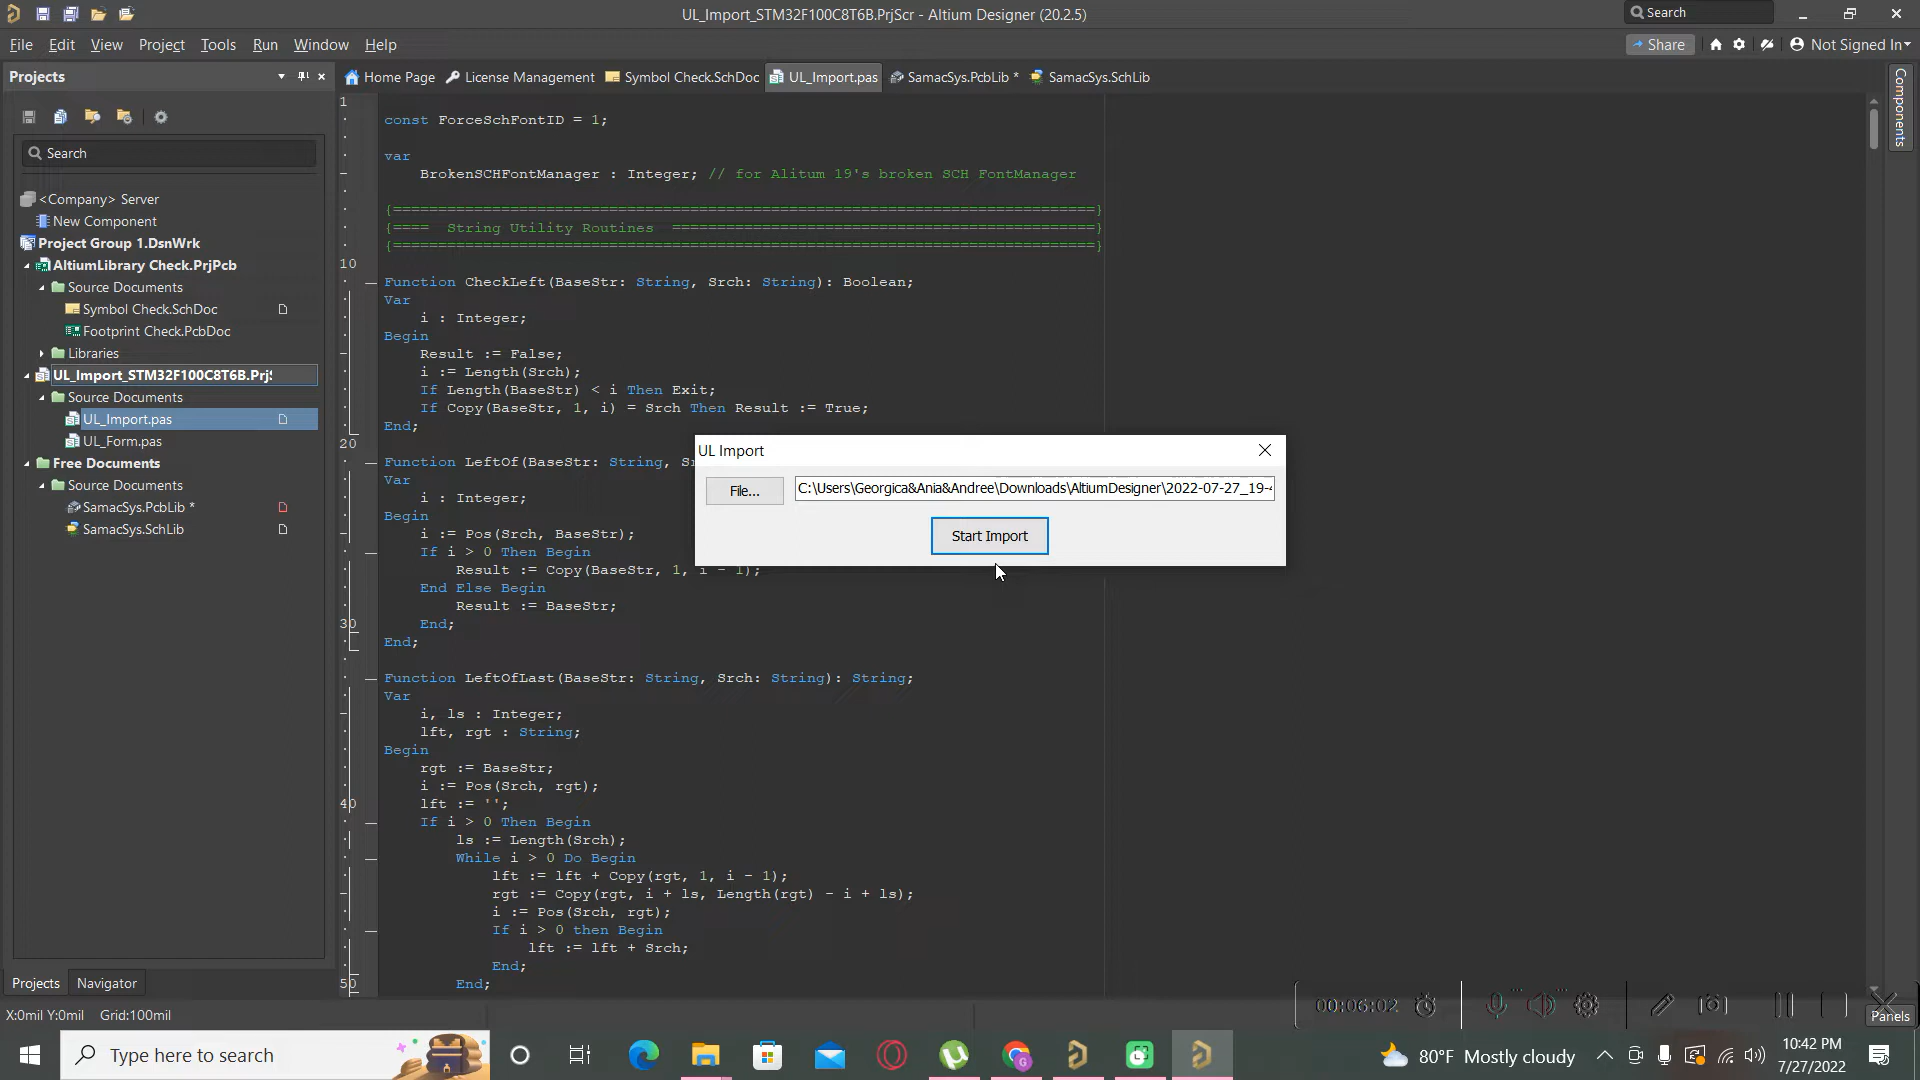 UL_Import_STM32F100C8T6B.PrjScr - Altium Designer (20.2.5)
Search
File Edit View Project Tools Run Window Help
Share
Not Signed In
Projects
Home Page License Management Symbol Check.SchDoc UL_Import.pas SamacSys.PcbLib * SamacSys.SchLib
Components
Search
<Company> Server
New Component
Project Group 1.DsnWrk
AltiumLibrary Check.PrjPcb
Source Documents
Symbol Check.SchDoc
Footprint Check.PcbDoc
Libraries
UL_Import_STM32F100C8T6B.Prj
Source Documents
UL_Import.pas
UL_Form.pas
Free Documents
Source Documents
SamacSys.PcbLib *
SamacSys.SchLib
Projects Navigator
1
const ForceSchFontID = 1;
var
BrokenSCHFontManager : Integer; // for Alitum 19's broken SCH FontManager
{==============================================================================}
{==== String Utility Routines ===============================================}
{==============================================================================}
10
Function CheckLeft(BaseStr: String, Srch: String): Boolean;
Var
i : Integer;
Begin
Result := False;
i := Length(Srch);
If Length(BaseStr) < i Then Exit;
If Copy(BaseStr, 1, i) = Srch Then Result := True;
End;
20
Function LeftOf(BaseStr: String, S
Var
i : Integer;
Begin
i := Pos(Srch, BaseStr);
If i > 0 Then Begin
Result := Copy(BaseStr, 1, i - 1);
End Else Begin
Result := BaseStr;
30 End;
End;
Function LeftOfLast(BaseStr: String, Srch: String): String;
Var
i, ls : Integer;
lft, rgt : String;
Begin
rgt := BaseStr;
i := Pos(Srch, rgt);
40 lft := '';
If i > 0 Then Begin
ls := Length(Srch);
While i > 0 Do Begin
lft := lft + Copy(rgt, 1, i - 1);
rgt := Copy(rgt, i + ls, Length(rgt) - i + ls);
i := Pos(Srch, rgt);
If i > 0 then Begin
lft := lft + Srch;
End;
50 End;
UL Import
File...
C:\Users\Georgica&Ania&Andree\Downloads\AltiumDesigner\2022-07-27_19-
Start Import
00:06:02
X:0mil Y:0mil Grid:100mil
Panels
Type here to search
80°F Mostly cloudy
10:42 PM
7/27/2022